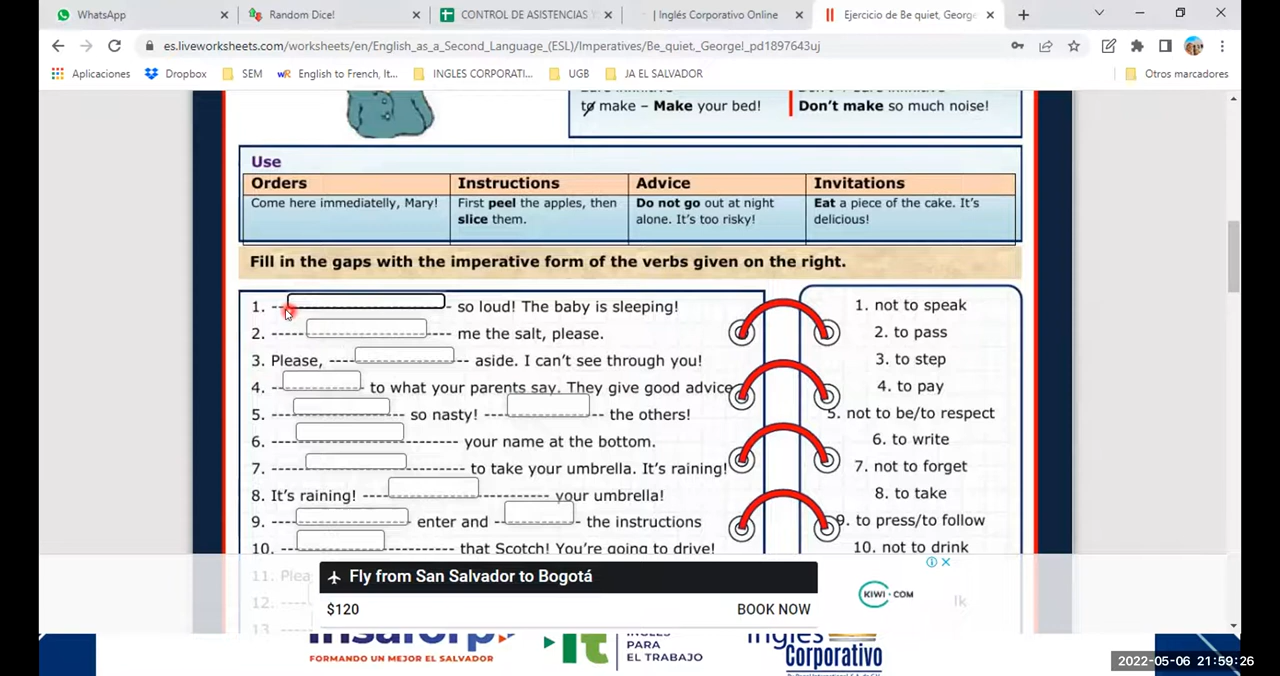 WhatsApp
Random Dice!
CONTROL DE ASISTENCIAS Y
| Inglés Corporativo Online
Ejercicio de Be quiet, George
es.liveworksheets.com/worksheets/en/English_as_a_Second_Language_(ESL)/Imperatives/Be_quiet,_George!_pd1897643uj
Aplicaciones
Dropbox
SEM
English to French, It...
INGLES CORPORATI...
UGB
JA EL SALVADOR
Otros marcadores
to make – Make your bed!
Don't make so much noise!
Use
Orders
Instructions
Advice
Invitations
Come here immediatelly, Mary!
First peel the apples, then
slice them.
Do not go out at night
alone. It's too risky!
Eat a piece of the cake. It's
delicious!
Fill in the gaps with the imperative form of the verbs given on the right.
1. so loud! The baby is sleeping!
2. me the salt, please.
3. Please, aside. I can't see through you!
4. to what your parents say. They give good advice
5. so nasty! the others!
6. your name at the bottom.
7. to take your umbrella. It's raining!
8. It's raining! your umbrella!
9. enter and the instructions
10. that Scotch! You're going to drive!
11. Plea
12.
13.
1. not to speak
2. to pass
3. to step
4. to pay
5. not to be/to respect
6. to write
7. not to forget
8. to take
9. to press/to follow
10. not to drink
lk
Fly from San Salvador to Bogotá
$120
BOOK NOW
KIWI.COM
insaforp
FORMANDO UN MEJOR EL SALVADOR
it
INGLÉS
PARA
EL TRABAJO
Inglés
Corporativo
2022-05-06 21:59:26